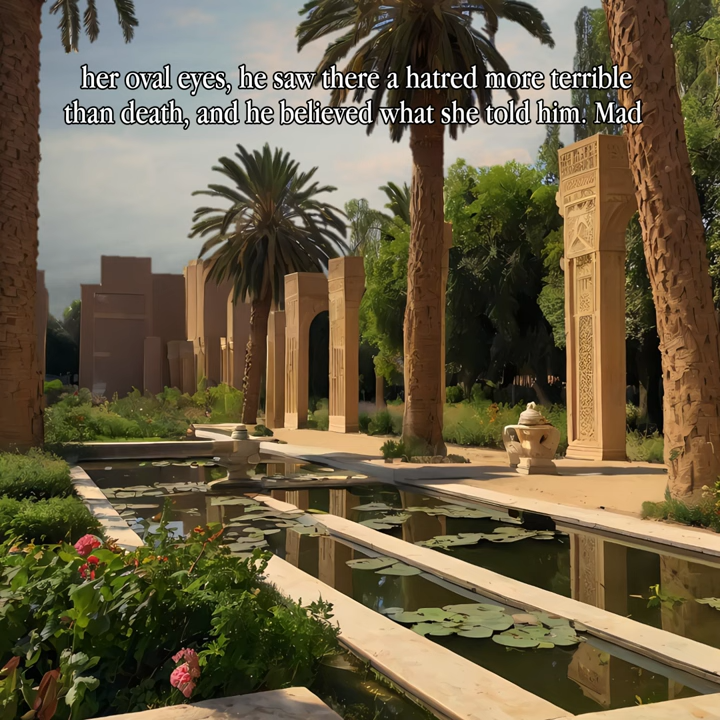 her oval eyes, he saw there a hatred more terrible
than death, and he believed what she told him. Mad